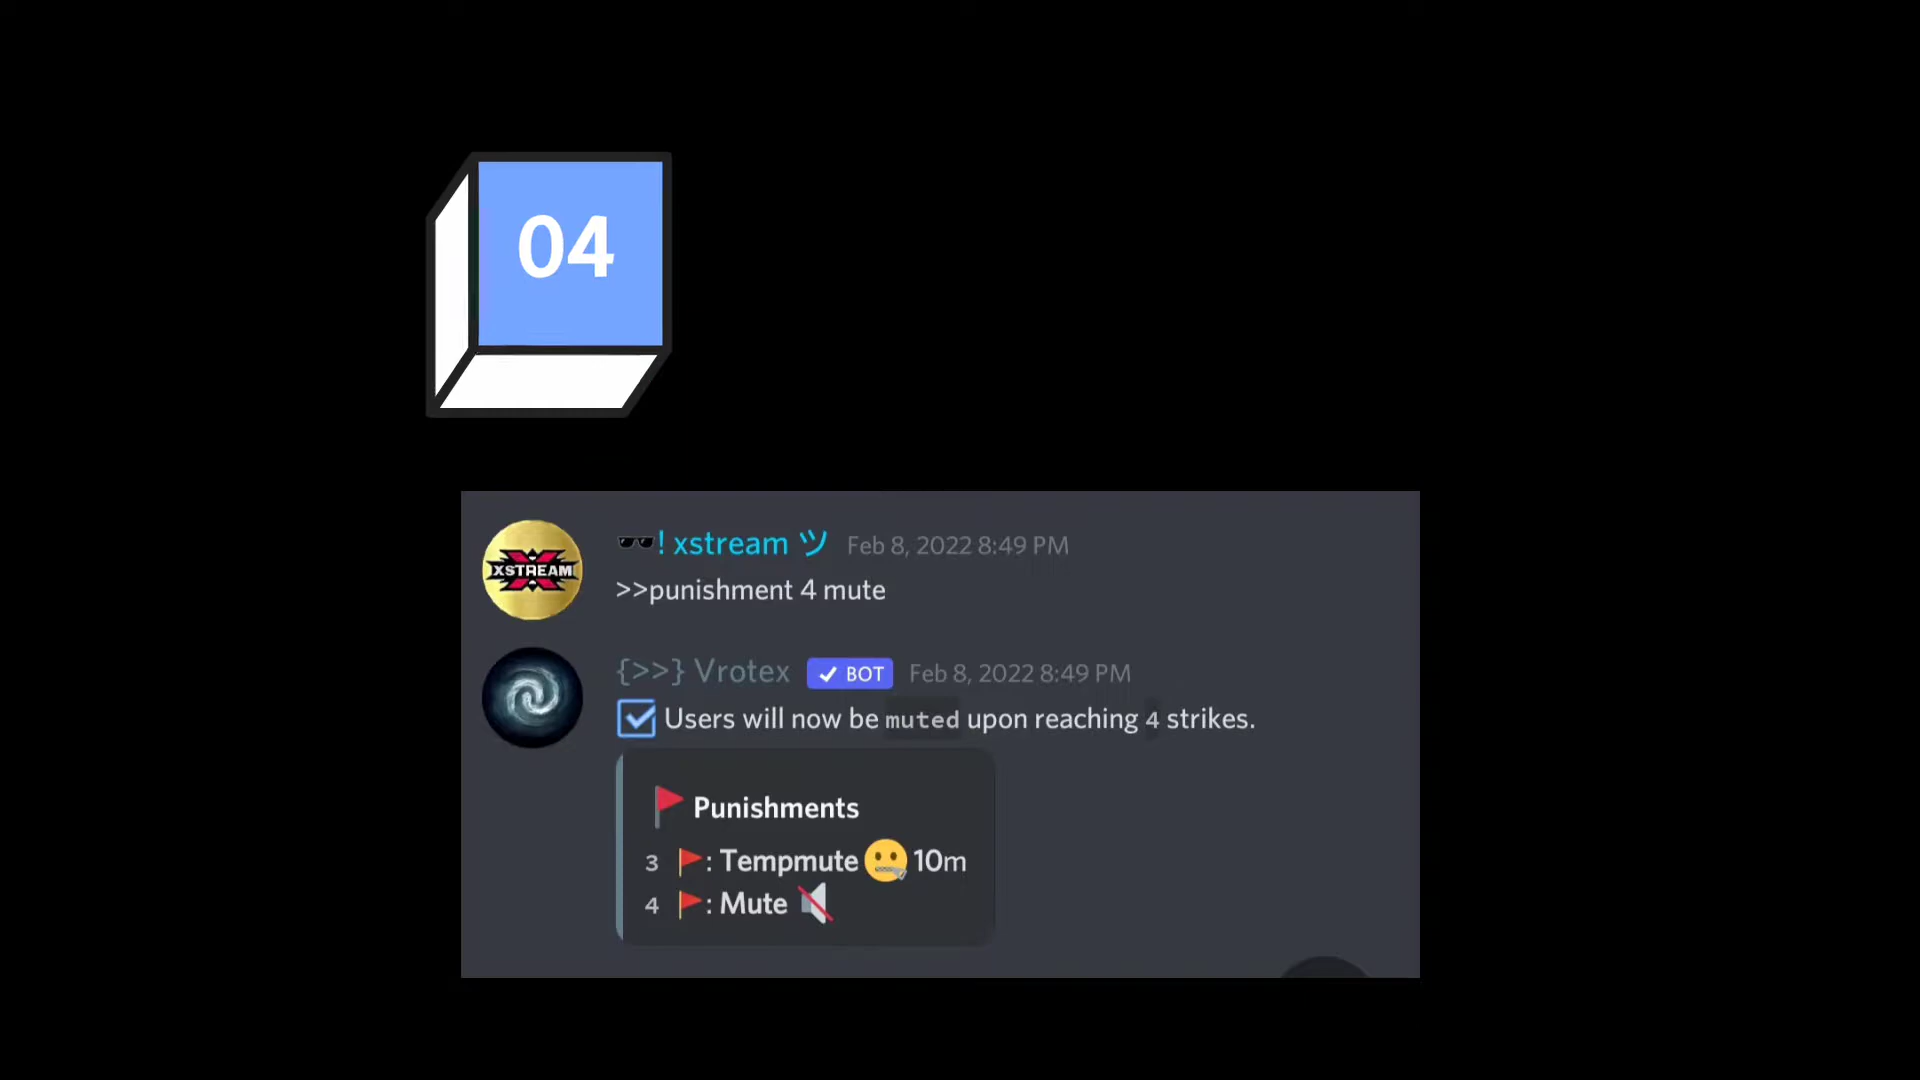 04
🕶️! xstream ツ Feb 8, 2022 8:49 PM
XSTREAM
>>punishment 4 mute
{>>} Vrotex ✓ BOT Feb 8, 2022 8:49 PM
☑ Users will now be muted upon reaching 4 strikes.
🚩 Punishments
3 🚩: Tempmute 🤐 10m
4 🚩: Mute 🔇